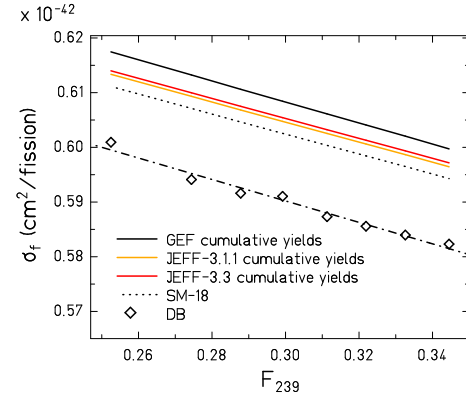 × 10⁻⁴²
0.62
0.61
0.60
0.59
0.58
0.57
σf (cm²/fission)
GEF cumulative yields
JEFF-3.1.1 cumulative yields
JEFF-3.3 cumulative yields
SM-18
DB
0.26 0.28 0.30 0.32 0.34
F239